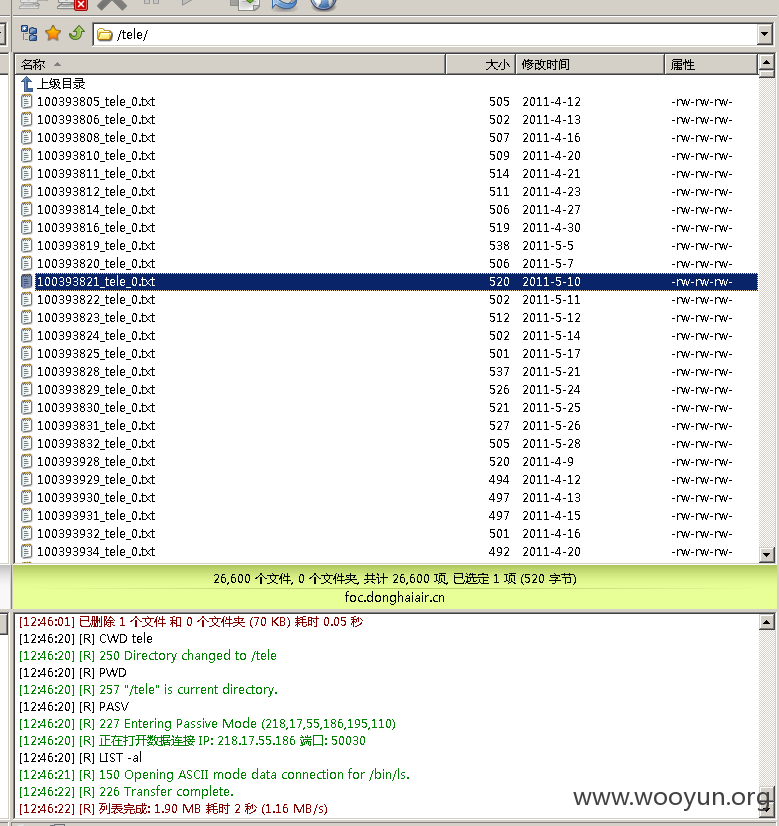 /tele/
名称 大小 修改时间 属性
上级目录
100393805_tele_0.txt 505 2011-4-12 -rw-rw-rw-
100393806_tele_0.txt 502 2011-4-13 -rw-rw-rw-
100393808_tele_0.txt 507 2011-4-16 -rw-rw-rw-
100393810_tele_0.txt 509 2011-4-20 -rw-rw-rw-
100393811_tele_0.txt 514 2011-4-21 -rw-rw-rw-
100393812_tele_0.txt 511 2011-4-23 -rw-rw-rw-
100393814_tele_0.txt 506 2011-4-27 -rw-rw-rw-
100393816_tele_0.txt 519 2011-4-30 -rw-rw-rw-
100393819_tele_0.txt 538 2011-5-5 -rw-rw-rw-
100393820_tele_0.txt 506 2011-5-7 -rw-rw-rw-
100393821_tele_0.txt 520 2011-5-10 -rw-rw-rw-
100393822_tele_0.txt 502 2011-5-11 -rw-rw-rw-
100393823_tele_0.txt 512 2011-5-12 -rw-rw-rw-
100393824_tele_0.txt 502 2011-5-14 -rw-rw-rw-
100393825_tele_0.txt 501 2011-5-17 -rw-rw-rw-
100393828_tele_0.txt 537 2011-5-21 -rw-rw-rw-
100393829_tele_0.txt 526 2011-5-24 -rw-rw-rw-
100393830_tele_0.txt 521 2011-5-25 -rw-rw-rw-
100393831_tele_0.txt 527 2011-5-26 -rw-rw-rw-
100393832_tele_0.txt 505 2011-5-28 -rw-rw-rw-
100393928_tele_0.txt 520 2011-4-9 -rw-rw-rw-
100393929_tele_0.txt 494 2011-4-12 -rw-rw-rw-
100393930_tele_0.txt 497 2011-4-13 -rw-rw-rw-
100393931_tele_0.txt 497 2011-4-15 -rw-rw-rw-
100393932_tele_0.txt 501 2011-4-16 -rw-rw-rw-
100393934_tele_0.txt 492 2011-4-20 -rw-rw-rw-
26,600 个文件, 0 个文件夹, 共计 26,600 项, 已选定 1 项 (520 字节)
foc.donghaiair.cn
[12:46:01] 已删除 1 个文件 和 0 个文件夹 (70 KB) 耗时 0.05 秒
[12:46:20] [R] CWD tele
[12:46:20] [R] 250 Directory changed to /tele
[12:46:20] [R] PWD
[12:46:20] [R] 257 "/tele" is current directory.
[12:46:20] [R] PASV
[12:46:20] [R] 227 Entering Passive Mode (218,17,55,186,195,110)
[12:46:20] [R] 正在打开数据连接 IP: 218.17.55.186 端口: 50030
[12:46:20] [R] LIST -al
[12:46:21] [R] 150 Opening ASCII mode data connection for /bin/ls.
[12:46:22] [R] 226 Transfer complete.
[12:46:22] [R] 列表完成: 1.90 MB 耗时 2 秒 (1.16 MB/s)
www.wooyun.org